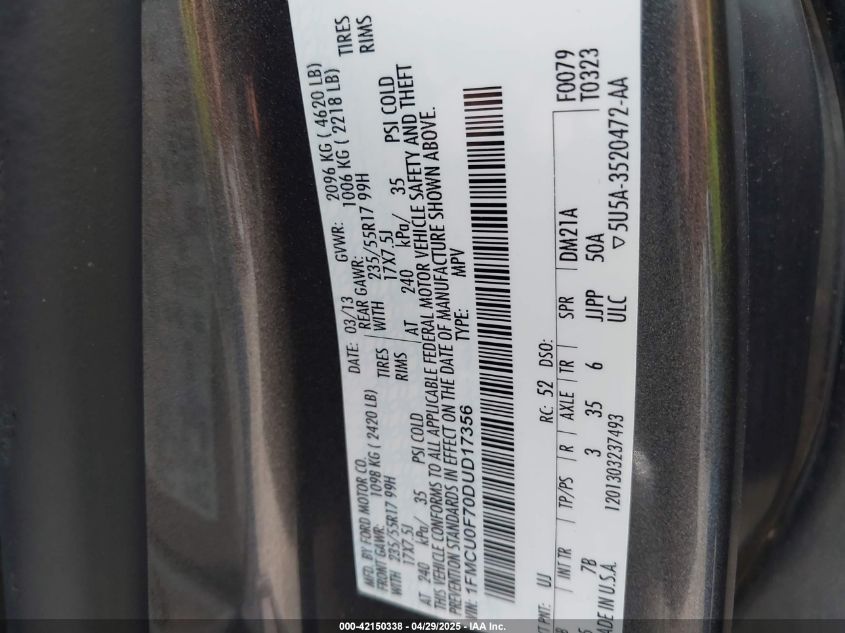 MFD. BY FORD MOTOR CO.
DATE: 03/13 GVWR: 2096 KG ( 4620 LB)
FRONT GAWR: 1098 KG ( 2420 LB) REAR GAWR: 1006 KG ( 2218 LB)
WITH 235/55R17 99H TIRES WITH 235/55R17 99H TIRES
17X7.5J RIMS 17X7.5J RIMS
AT 240 kPa/ 35 PSI COLD AT 240 kPa/ 35 PSI COLD
THIS VEHICLE CONFORMS TO ALL APPLICABLE FEDERAL MOTOR VEHICLE SAFETY AND THEFT
PREVENTION STANDARDS IN EFFECT ON THE DATE OF MANUFACTURE SHOWN ABOVE.
VIN: 1FMCU0F70DUD17356 TYPE: MPV
F0079
T0323
EXT PNT: UJ RC: 52 DSO:
INT TR TP/PS R AXLE TR SPR DM21A
7B 3 35 6 JJPP 50A
1201303237493 ULC
MADE IN U.S.A. ▽5U5A-3520472-AA
000-42150338 | 04/29/2025 | COPYRIGHT © IAA